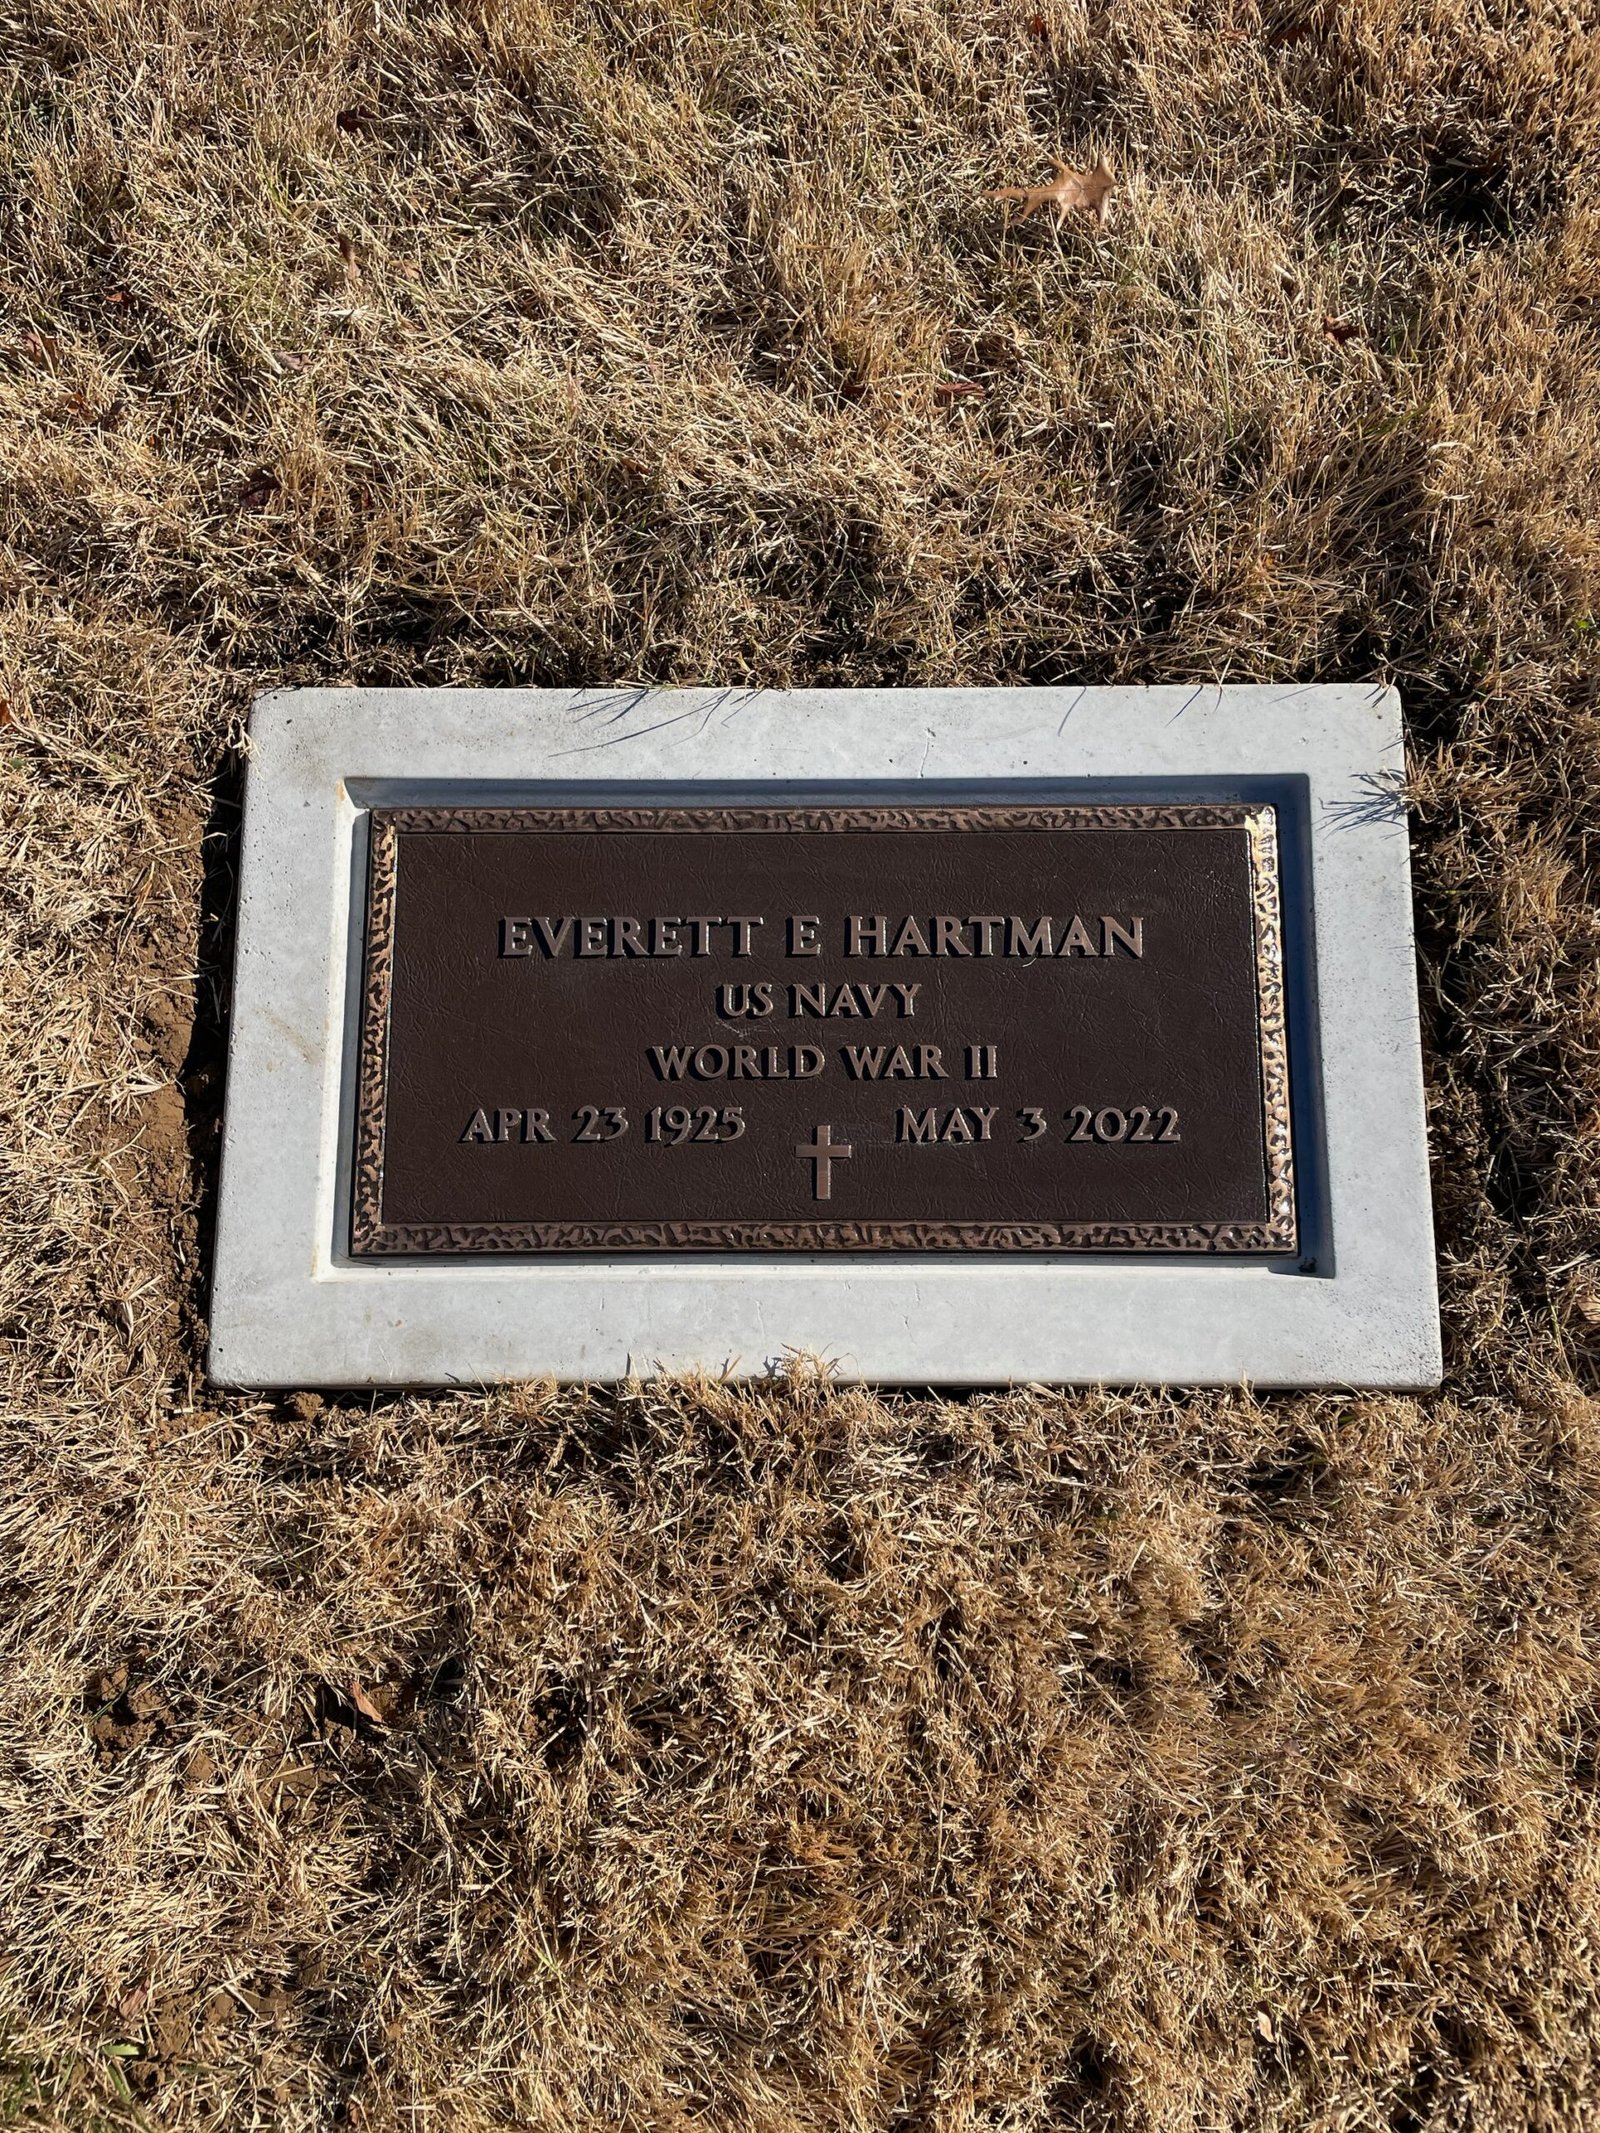 EVERETT E HARTMAN
US NAVY
WORLD WAR II
APR 23 1925 MAY 3 2022